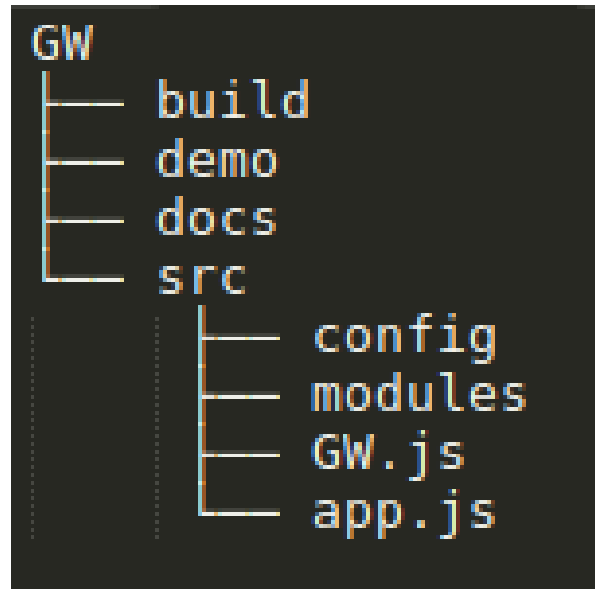 GW
build
demo
docs
src
config
modules
GW.js
app.js